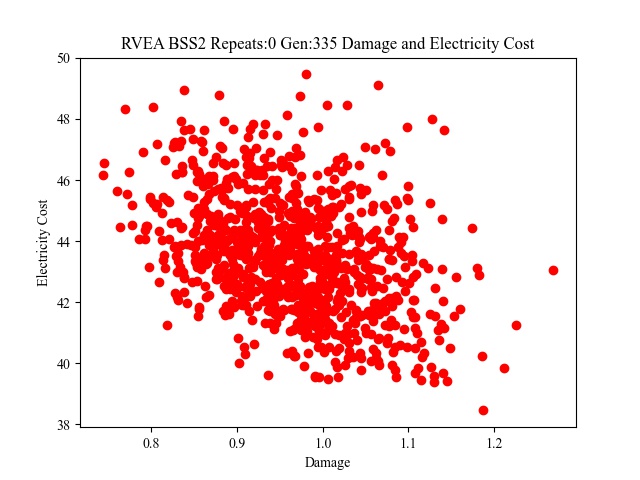 RVEA BSS2 Repeats:0 Gen:335 Damage and Electricity Cost
50
48
46
44
42
40
38
Electricity Cost
0.8 0.9 1.0 1.1 1.2
Damage